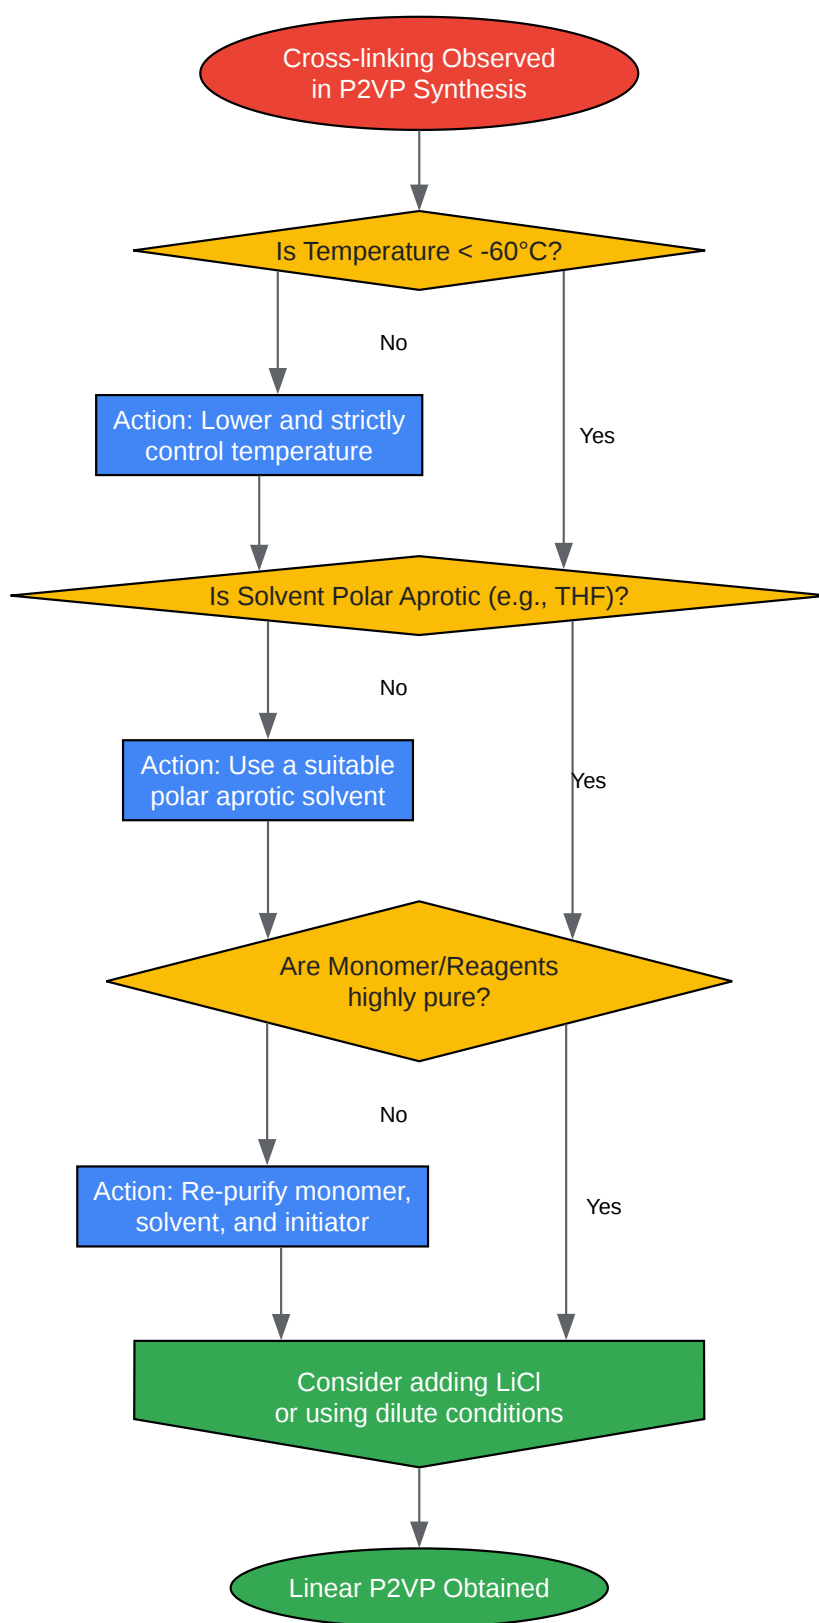 Cross-linking Observed
in P2VP Synthesis
Is Temperature < -60°C?
No
Action: Lower and strictly
control temperature
Yes
Is Solvent Polar Aprotic (e.g., THF)?
No
Action: Use a suitable
polar aprotic solvent
Yes
Are Monomer/Reagents
highly pure?
No
Action: Re-purify monomer,
solvent, and initiator
Yes
Consider adding LiCl
or using dilute conditions
Linear P2VP Obtained